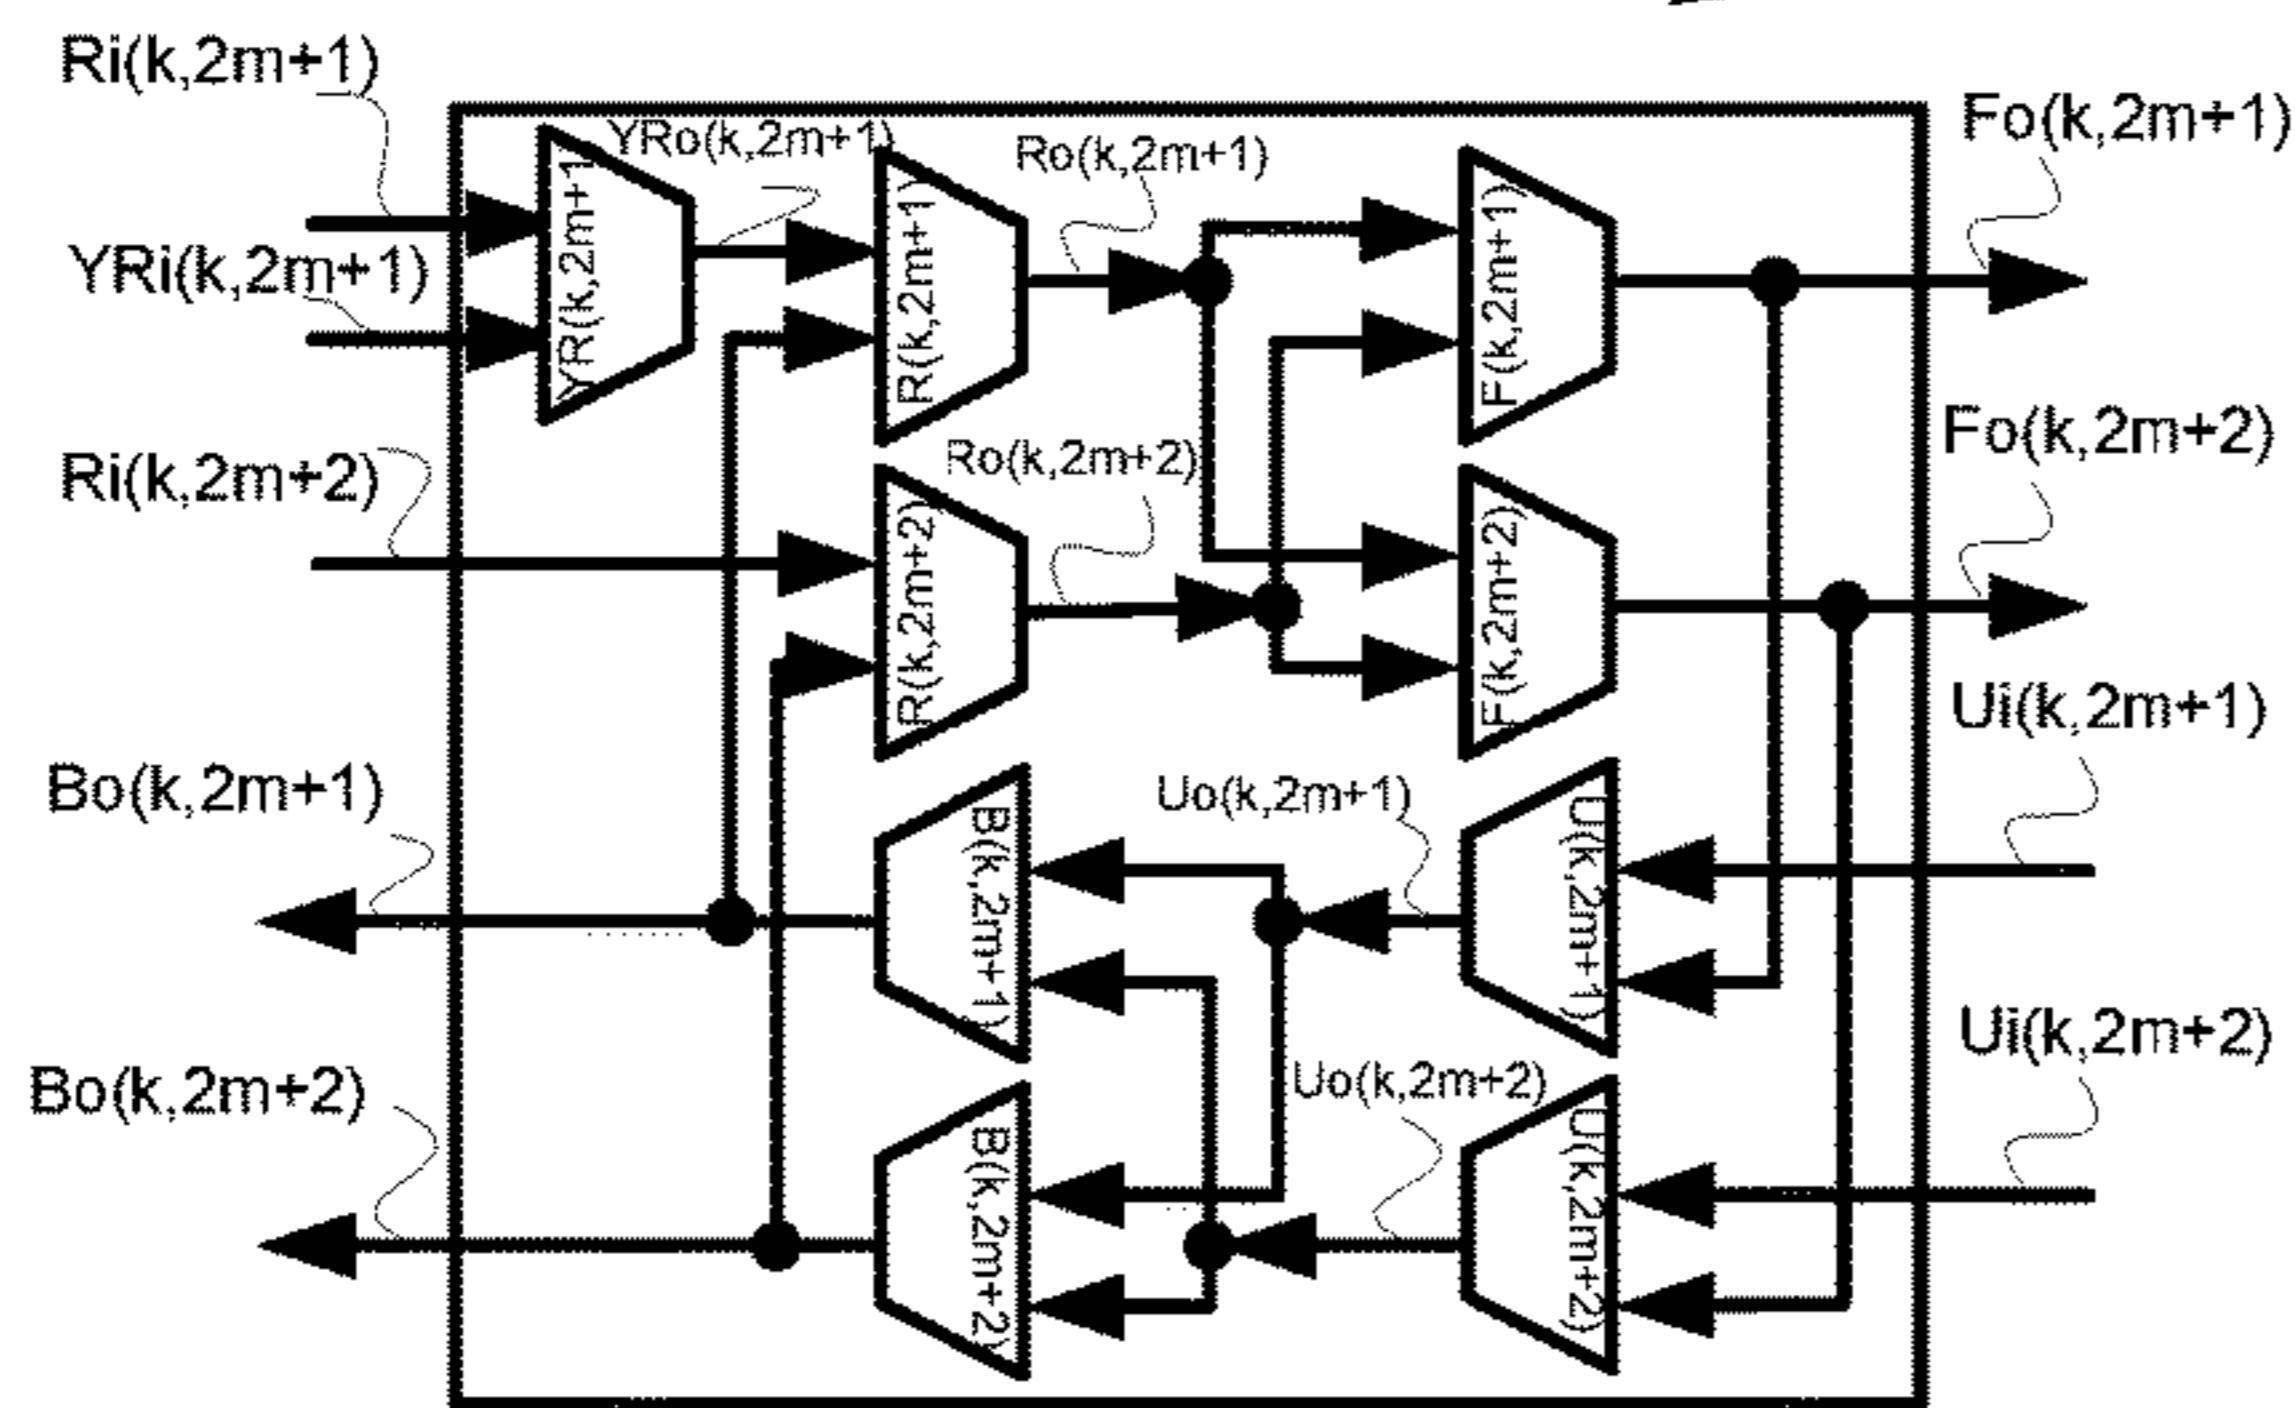 Ri(k,2m+1)
YRi(k,2m+1)
Ri(k,2m+2)
Bo(k,2m+1)
Bo(k,2m+2)
YR(k,2m+1
YRo(k,2m+1)
R(k,2m+1)
Ro(k,2m+1)
F(k,2m+1)
R(k,2m+2)
Ro(k,2m+2)
F(k,2m+2)
B(k,2m+1)
Uo(k,2m+1)
U(k,2m+1)
B(k,2m+2)
Uo(k,2m+2)
U(k,2m+2)
Fo(k,2m+1)
Fo(k,2m+2)
Ui(k,2m+1)
Ui(k,2m+2)